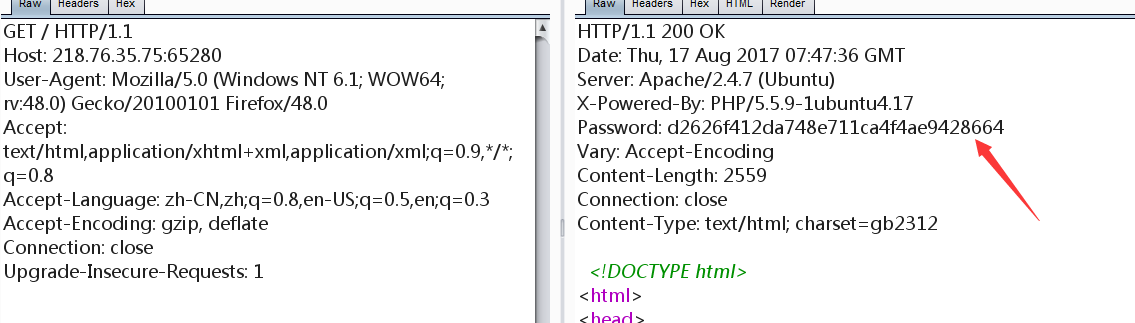 Raw Headers Hex
GET / HTTP/1.1
Host: 218.76.35.75:65280
User-Agent: Mozilla/5.0 (Windows NT 6.1; WOW64;
rv:48.0) Gecko/20100101 Firefox/48.0
Accept:
text/html,application/xhtml+xml,application/xml;q=0.9,*/*;
q=0.8
Accept-Language: zh-CN,zh;q=0.8,en-US;q=0.5,en;q=0.3
Accept-Encoding: gzip, deflate
Connection: close
Upgrade-Insecure-Requests: 1
Raw Headers Hex HTML Render
HTTP/1.1 200 OK
Date: Thu, 17 Aug 2017 07:47:36 GMT
Server: Apache/2.4.7 (Ubuntu)
X-Powered-By: PHP/5.5.9-1ubuntu4.17
Password: d2626f412da748e711ca4f4ae9428664
Vary: Accept-Encoding
Content-Length: 2559
Connection: close
Content-Type: text/html; charset=gb2312
<!DOCTYPE html>
<html>
<head>